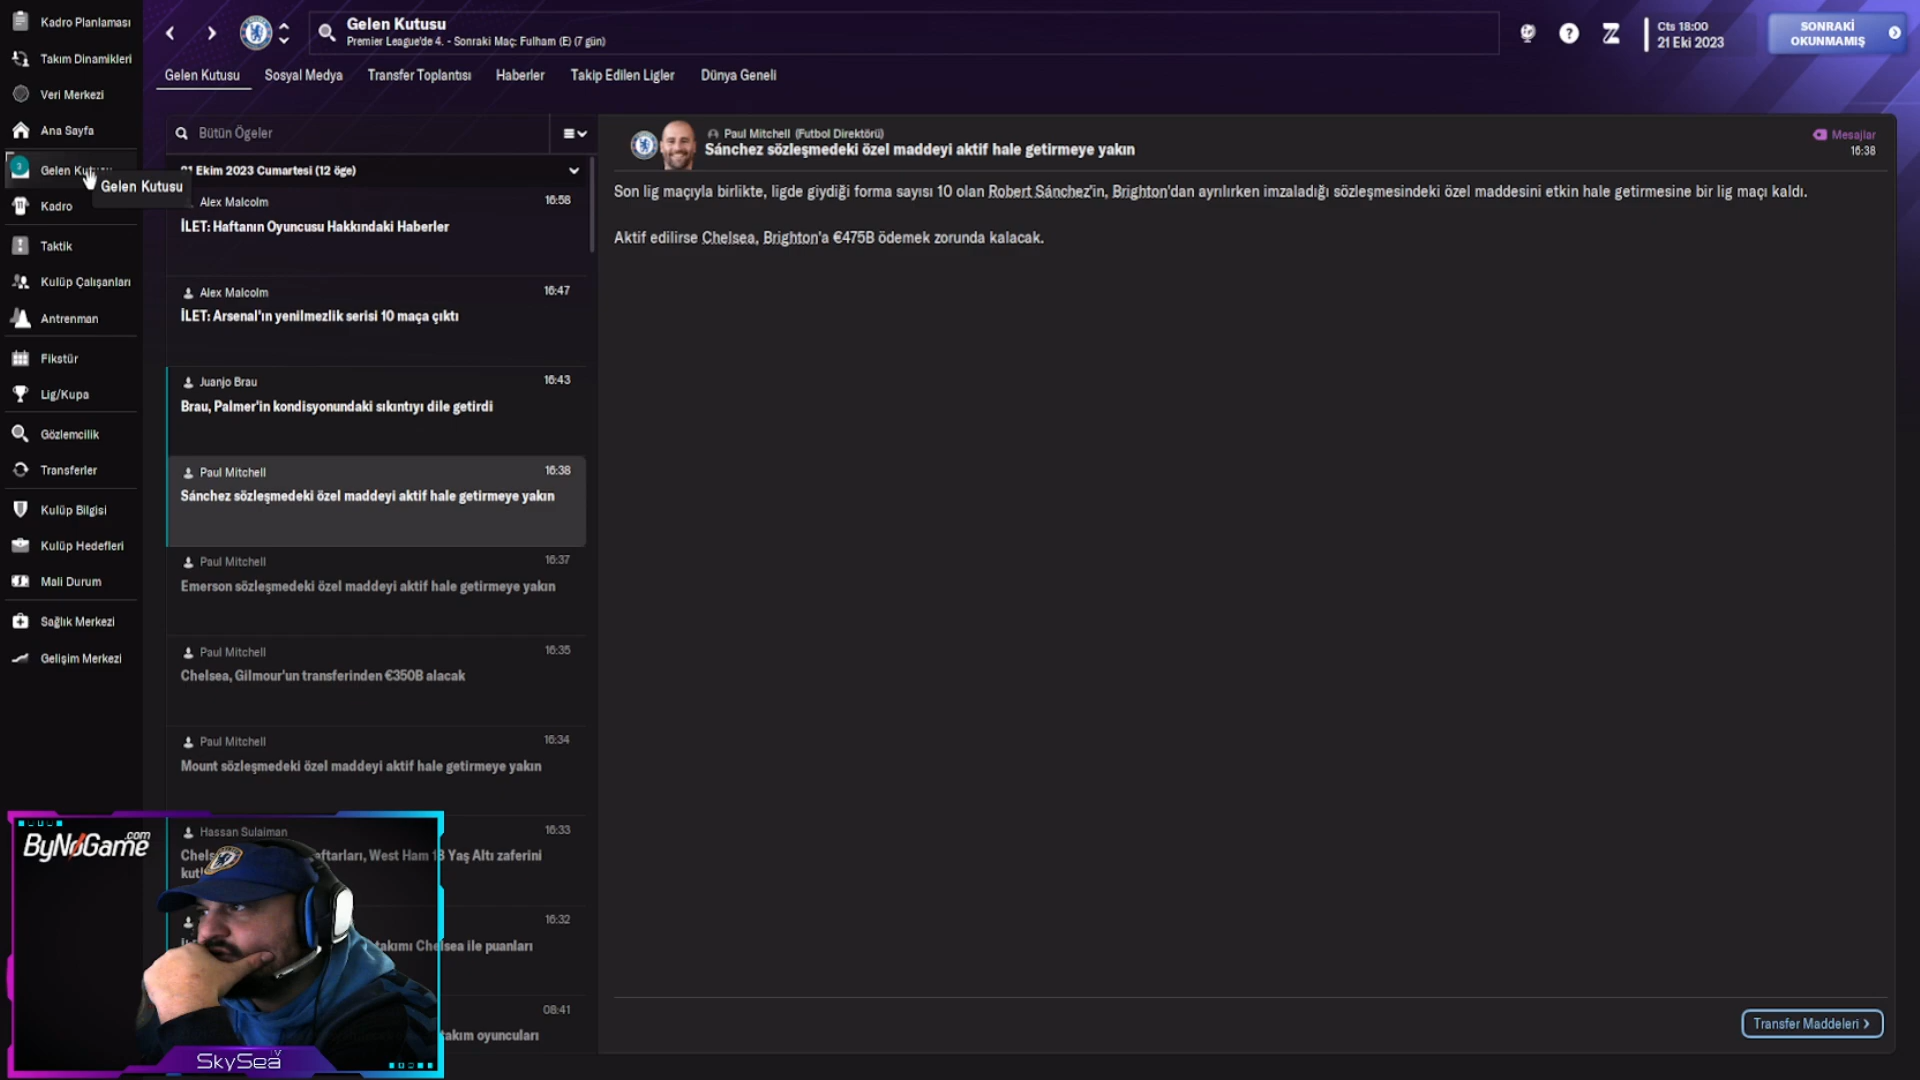 Kadro Planlaması
Takım Dinamikleri
Veri Merkezi
Ana Sayfa
3
Gelen Kutusu
Gelen Kutusu
Kadro
Taktik
Kulüp Çalışanları
Antrenman
Fikstür
Lig/Kupa
Gözlemcilik
Transferler
Kulüp Bilgisi
Kulüp Hedefleri
Mali Durum
Sağlık Merkezi
Gelişim Merkezi
Gelen Kutusu
Premier League'de 4. - Sonraki Maç: Fulham (E) (7 gün)
Cts 18:00
21 Eki 2023
SONRAKİ
OKUNMAMIŞ
Gelen Kutusu Sosyal Medya Transfer Toplantısı Haberler Takip Edilen Ligler Dünya Geneli
Bütün Ögeler
Ekim 2023 Cumartesi (12 öge)
Alex Malcolm 16:58
İLET: Haftanın Oyuncusu Hakkındaki Haberler
Alex Malcolm 16:47
İLET: Arsenal'ın yenilmezlik serisi 10 maça çıktı
Juanjo Brau 16:43
Brau, Palmer'in kondisyonundaki sıkıntıyı dile getirdi
Paul Mitchell 16:38
Sánchez sözleşmedeki özel maddeyi aktif hale getirmeye yakın
Paul Mitchell 16:37
Emerson sözleşmedeki özel maddeyi aktif hale getirmeye yakın
Paul Mitchell 16:35
Chelsea, Gilmour'un transferinden €350B alacak
Paul Mitchell 16:34
Mount sözleşmedeki özel maddeyi aktif hale getirmeye yakın
Hassan Sulaiman 16:33
West Ham 18 Yaş Altı zaferini
16:32
takımı Chelsea ile puanları
08:41
takım oyuncuları
Paul Mitchell (Futbol Direktörü)
Sánchez sözleşmedeki özel maddeyi aktif hale getirmeye yakın
Mesajlar
16:38
Son lig maçıyla birlikte, ligde giydiği forma sayısı 10 olan Robert Sánchez'in, Brighton'dan ayrılırken imzaladığı sözleşmesindeki özel maddesini etkin hale getirmesine bir lig maçı kaldı.
Aktif edilirse Chelsea, Brighton'a €475B ödemek zorunda kalacak.
Transfer Maddeleri >
ByNoGame.com
SkySea TV